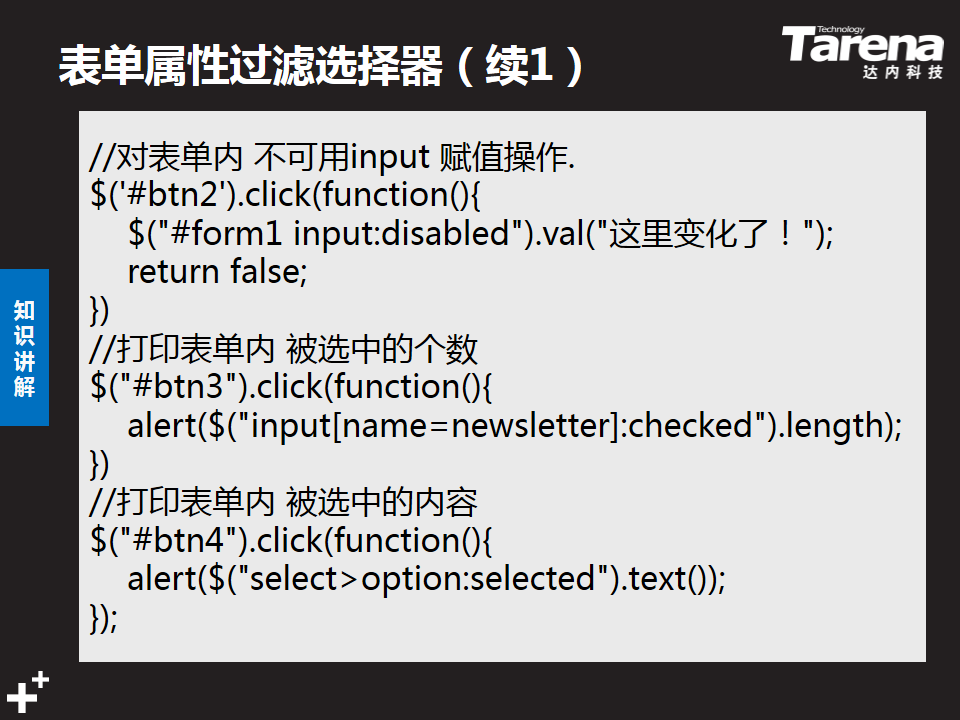 表单属性过滤选择器（续1）
Technology
Tarena
达内科技
知识讲解
//对表单内 不可用input 赋值操作.
$('#btn2').click(function(){
$("#form1 input:disabled").val("这里变化了！");
return false;
})
//打印表单内 被选中的个数
$("#btn3").click(function(){
alert($("input[name=newsletter]:checked").length);
})
//打印表单内 被选中的内容
$("#btn4").click(function(){
alert($("select>option:selected").text());
});